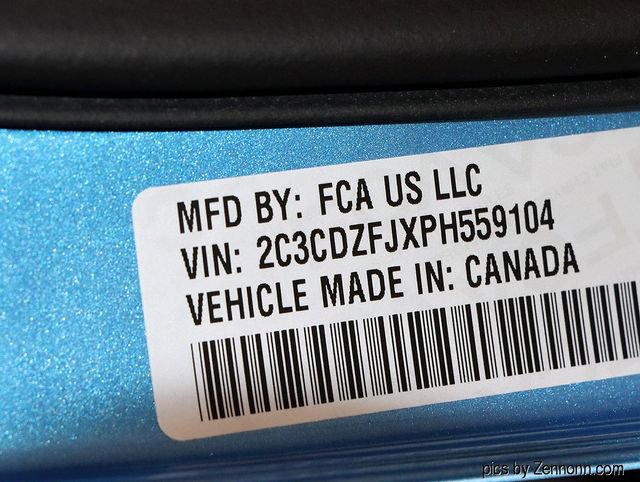 MFD BY: FCA US LLC
VIN: 2C3CDZFJXPH559104
VEHICLE MADE IN: CANADA
pics by Zennonn.com